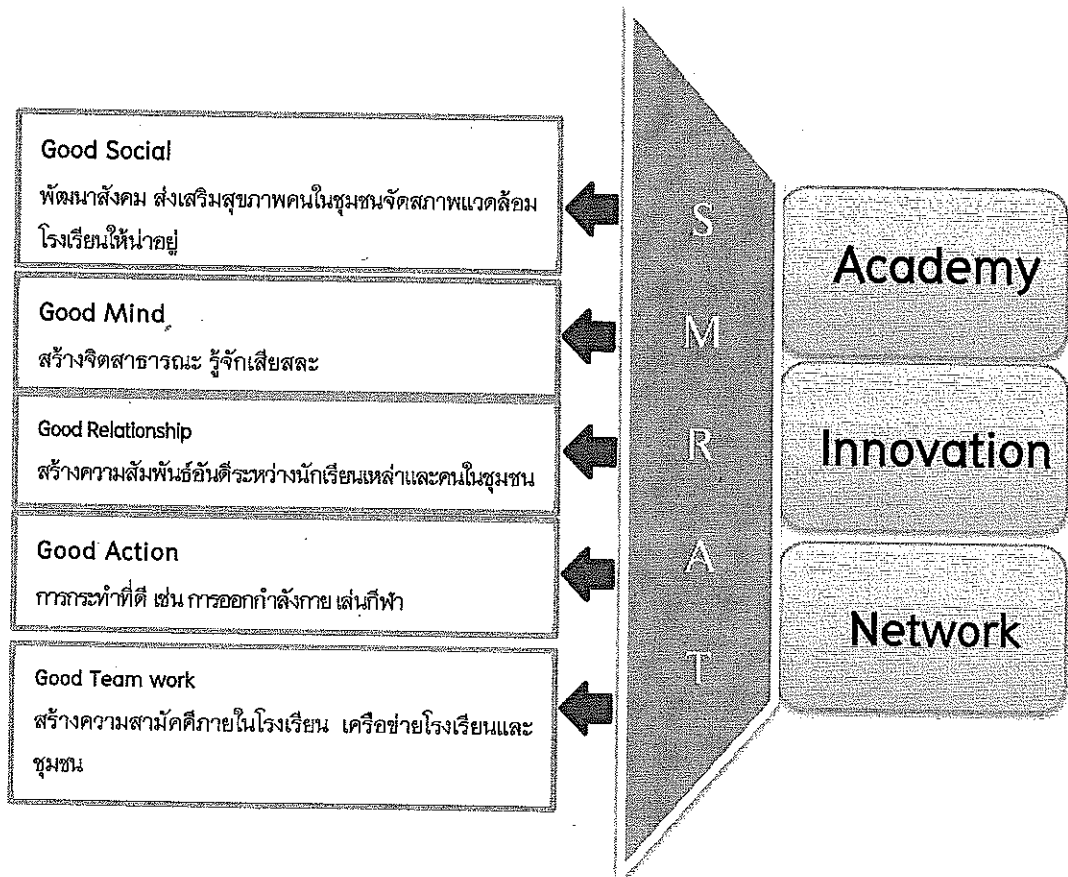 Good Social
พัฒนาสังคม ส่งเสริมสุขภาพคนในชุมชนจัดสภาพแวดล้อม
โรงเรียนให้น่าอยู่
Good Mind
สร้างจิตสาธารณะ รู้จักเสียสละ
Good Relationship
สร้างความสัมพันธ์อันดีระหว่างนักเรียนเหล่าและคนในชุมชน
Good Action
การกระทำที่ดี เช่น การออกกำลังกาย เล่นกีฬา
Good Team work
สร้างความสามัคคีภายในโรงเรียน เครือข่ายโรงเรียนและ
ชุมชน
S
M
R
A
T
Academy
Innovation
Network